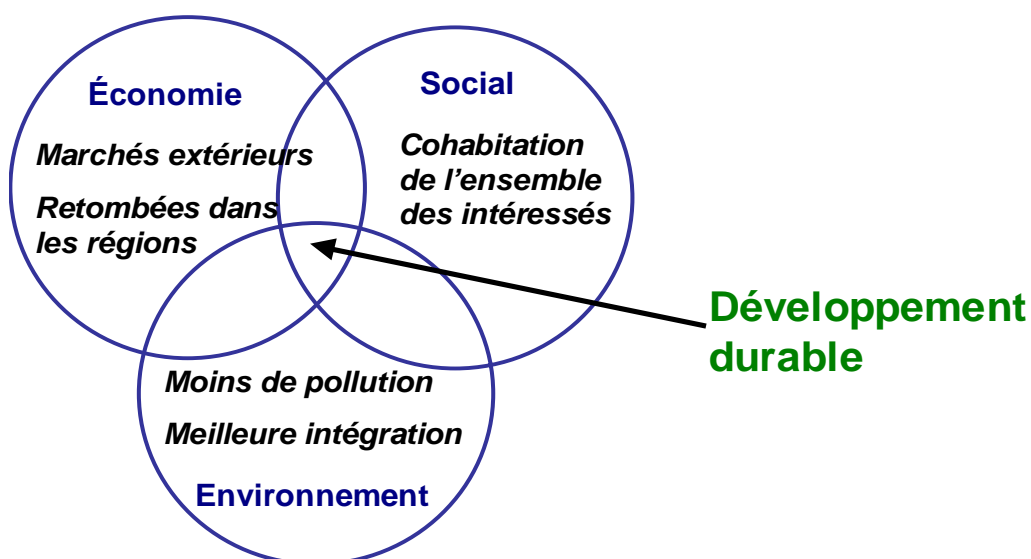 Économie
Marchés extérieurs
Retombées dans
les régions
Social
Cohabitation
de l'ensemble
des intéressés
Développement
durable
Moins de pollution
Meilleure intégration
Environnement